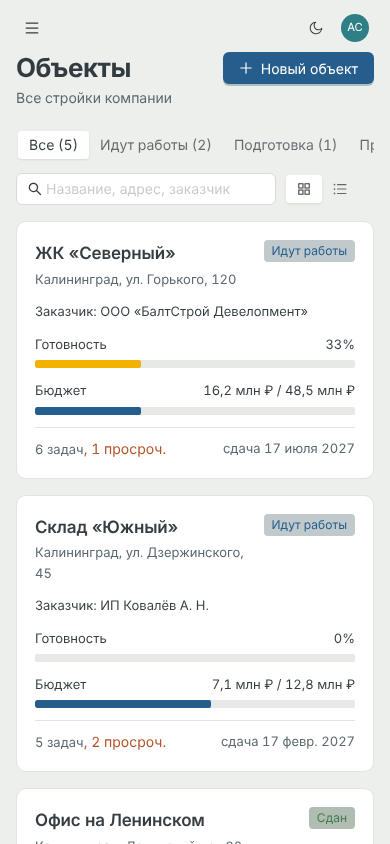 АС
Объекты
Новый объект
Все стройки компании
Все (5) Идут работы (2) Подготовка (1) Пр
Название, адрес, заказчик
ЖК «Северный» Идут работы
Калининград, ул. Горького, 120
Заказчик: ООО «БалтСтрой Девелопмент»
Готовность 33%
Бюджет 16,2 млн ₽ / 48,5 млн ₽
6 задач, 1 просроч. сдача 17 июля 2027
Склад «Южный» Идут работы
Калининград, ул. Дзержинского,
45
Заказчик: ИП Ковалёв А. Н.
Готовность 0%
Бюджет 7,1 млн ₽ / 12,8 млн ₽
5 задач, 2 просроч. сдача 17 февр. 2027
Офис на Ленинском Сдан